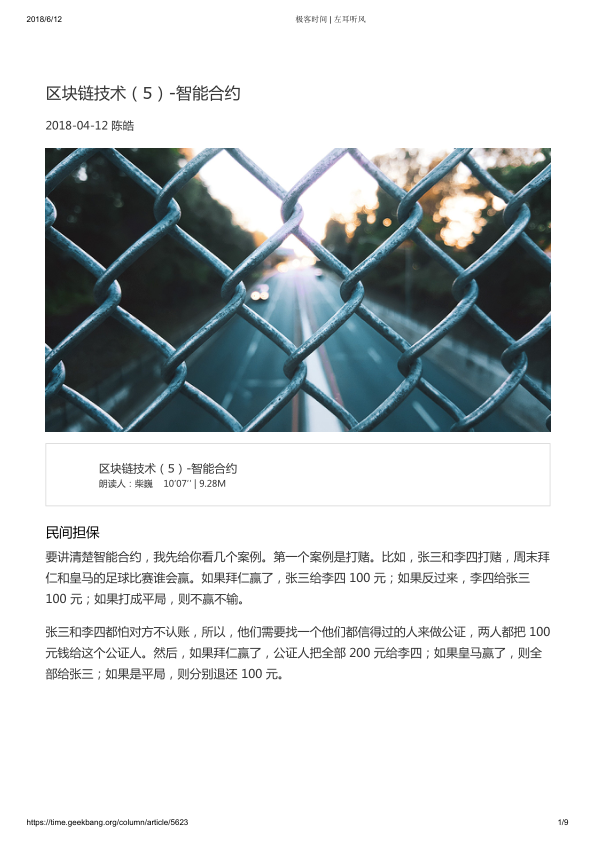 2018/6/12
极客时间 | 左耳听风
区块链技术（5）-智能合约
2018-04-12 陈皓
区块链技术（5）-智能合约
朗读人：柴巍 10′07′′ | 9.28M
民间担保
要讲清楚智能合约，我先给你看几个案例。第一个案例是打赌。比如，张三和李四打赌，周末拜
仁和皇马的足球比赛谁会赢。如果拜仁赢了，张三给李四 100 元；如果反过来，李四给张三
100 元；如果打成平局，则不赢不输。
张三和李四都怕对方不认账，所以，他们需要找一个他们都信得过的人来做公证，两人都把 100
元钱给这个公证人。然后，如果拜仁赢了，公证人把全部 200 元给李四；如果皇马赢了，则全
部给张三；如果是平局，则分别退还 100 元。
https://time.geekbang.org/column/article/5623
1/9